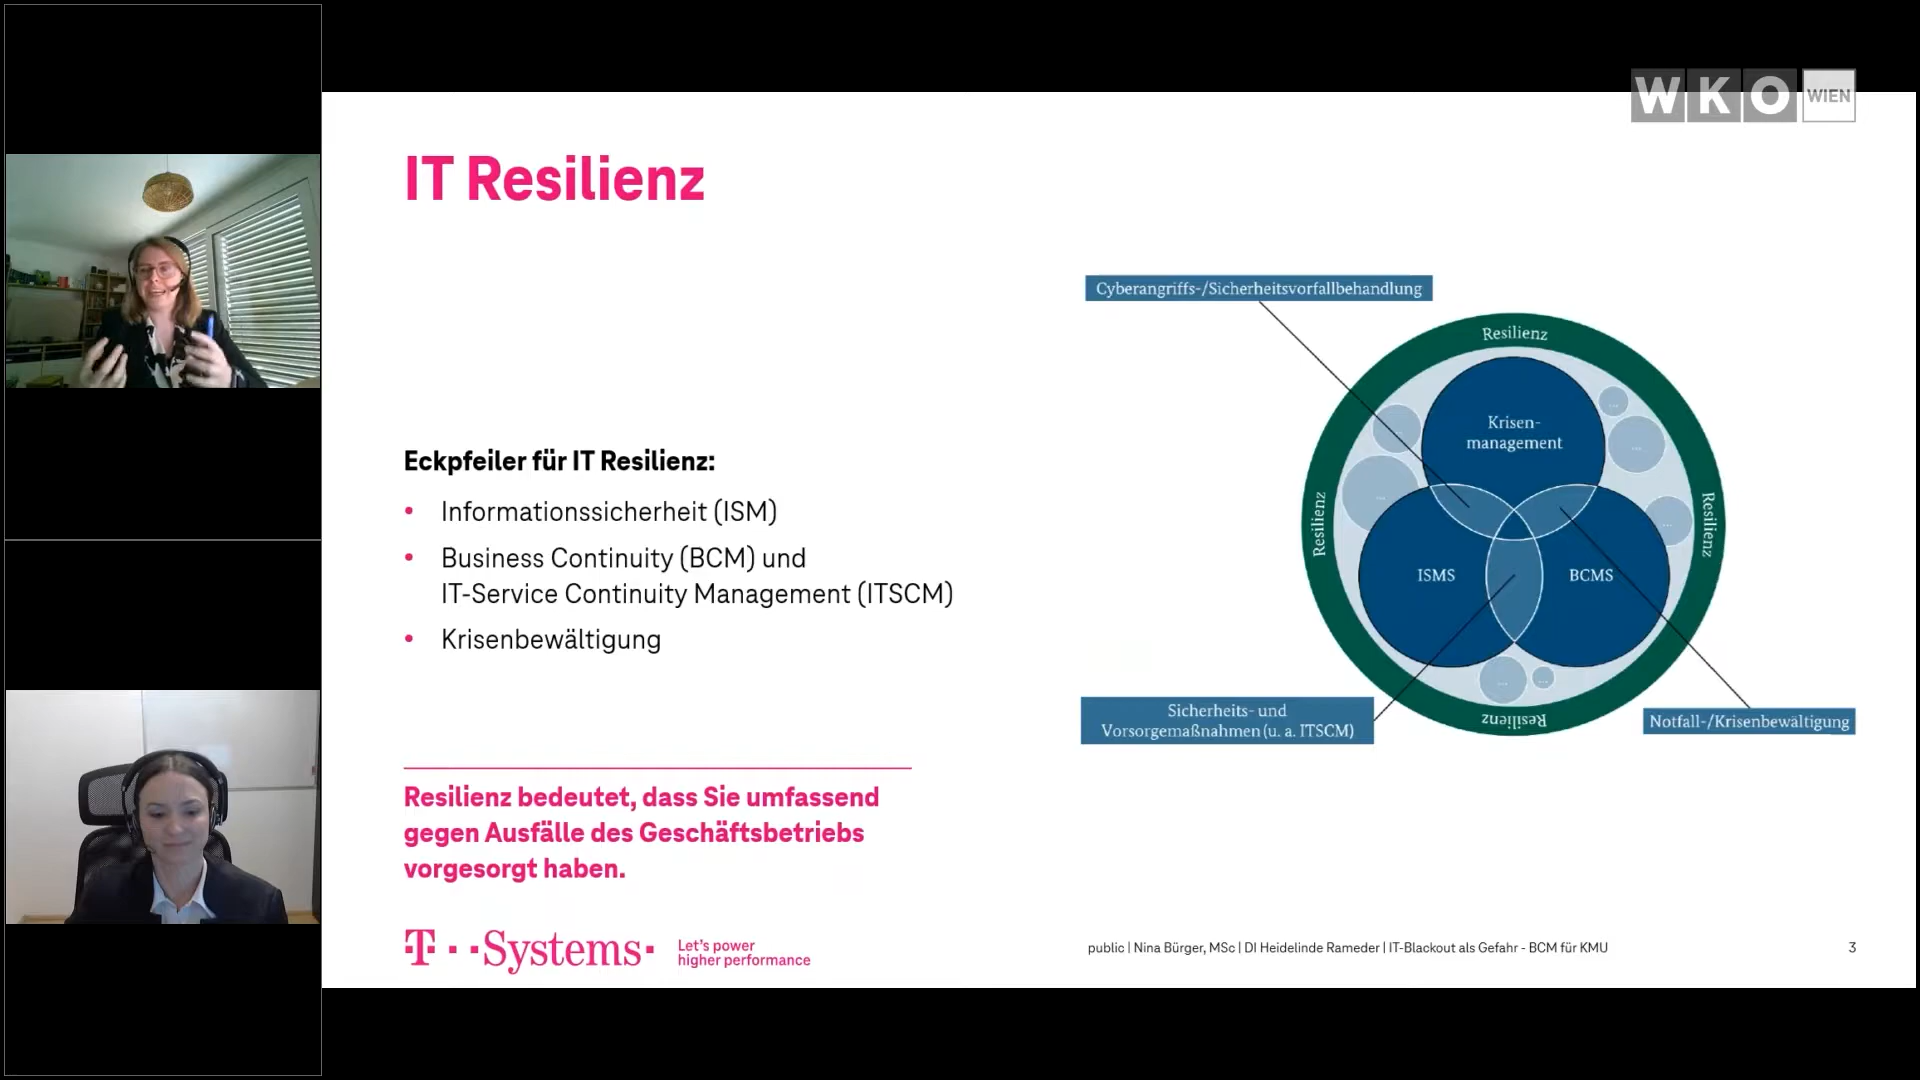 WKO WIEN
IT Resilienz
Eckpfeiler für IT Resilienz:
• Informationssicherheit (ISM)
• Business Continuity (BCM) und
IT-Service Continuity Management (ITSCM)
• Krisenbewältigung
Resilienz bedeutet, dass Sie umfassend
gegen Ausfälle des Geschäftsbetriebs
vorgesorgt haben.
Cyberangriffs-/Sicherheitsvorfallbehandlung
Resilienz
Krisen-
management
...
...
...
...
...
Resilienz
Resilienz
ISMS
BCMS
...
...
Resilienz
Sicherheits- und
Vorsorgemaßnahmen (u. a. ITSCM)
Notfall-/Krisenbewältigung
T··Systems·
Let's power
higher performance
public | Nina Bürger, MSc | DI Heidelinde Rameder | IT-Blackout als Gefahr - BCM für KMU
3